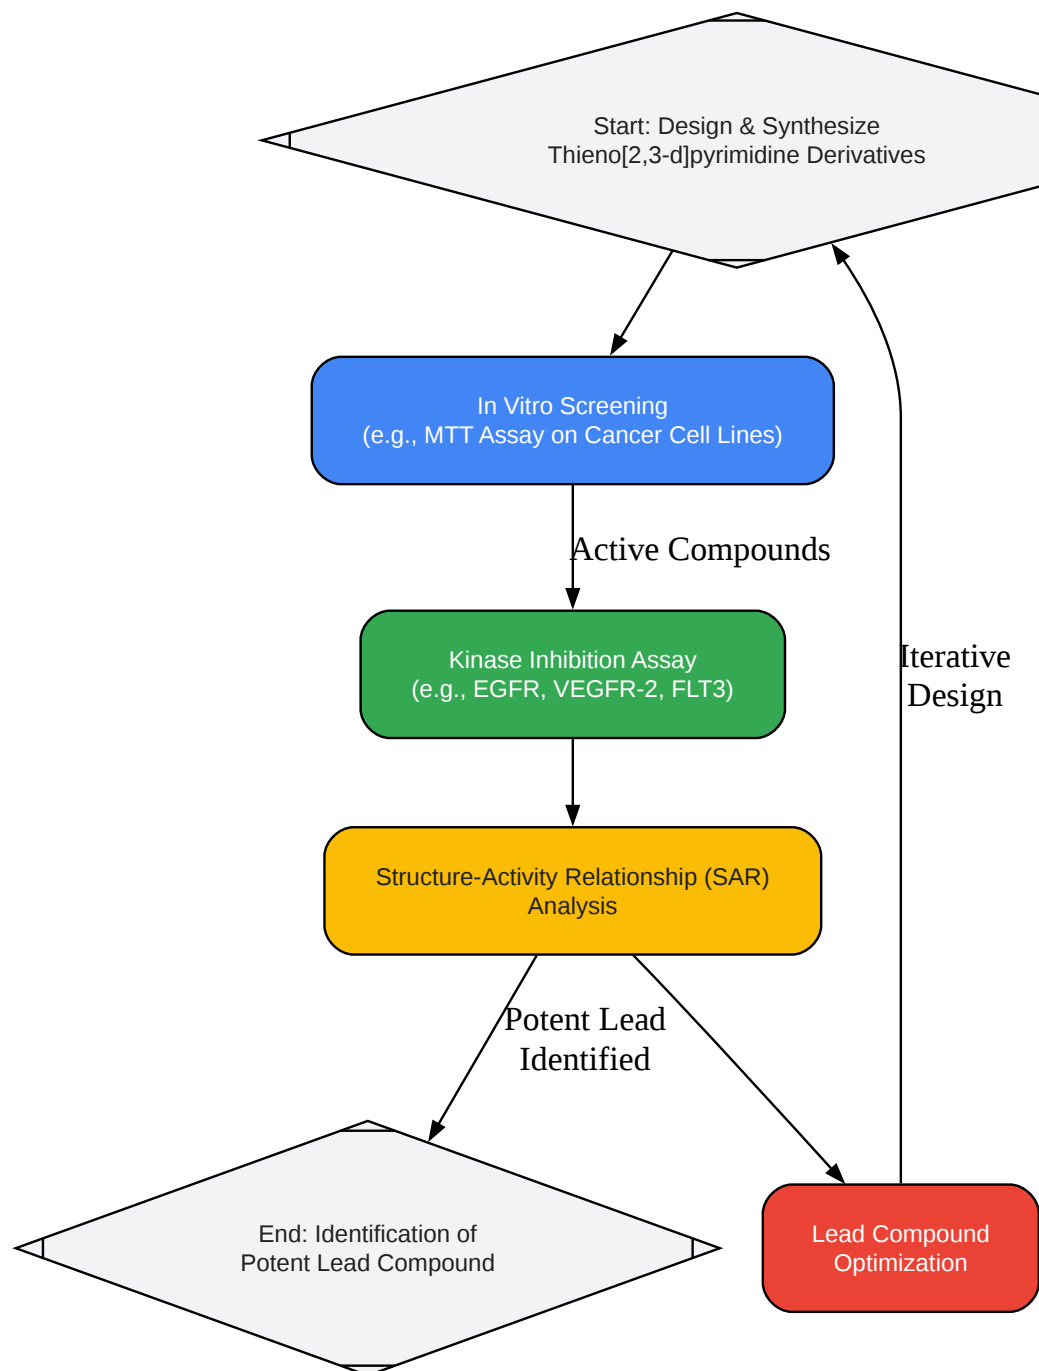 Start: Design & Synthesize
Thieno[2,3-d]pyrimidine Derivatives
In Vitro Screening
(e.g., MTT Assay on Cancer Cell Lines)
Active Compounds
Kinase Inhibition Assay
(e.g., EGFR, VEGFR-2, FLT3)
Iterative
Design
Structure-Activity Relationship (SAR)
Analysis
Potent Lead
Identified
End: Identification of
Potent Lead Compound
Lead Compound
Optimization